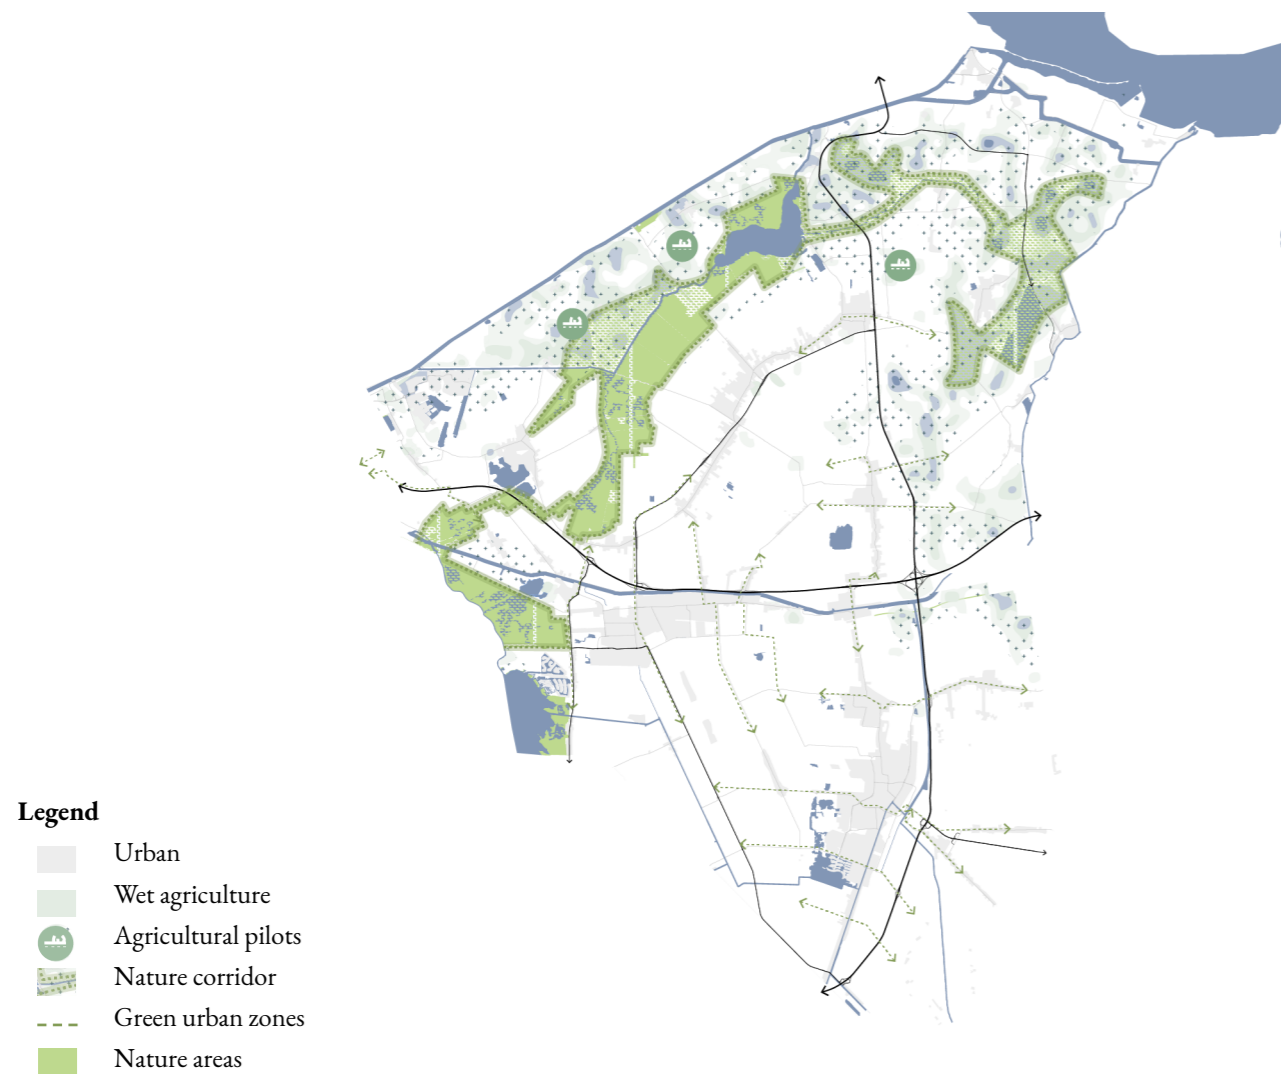 Legend
Urban
Wet agriculture
Agricultural pilots
Nature corridor
Green urban zones
Nature areas